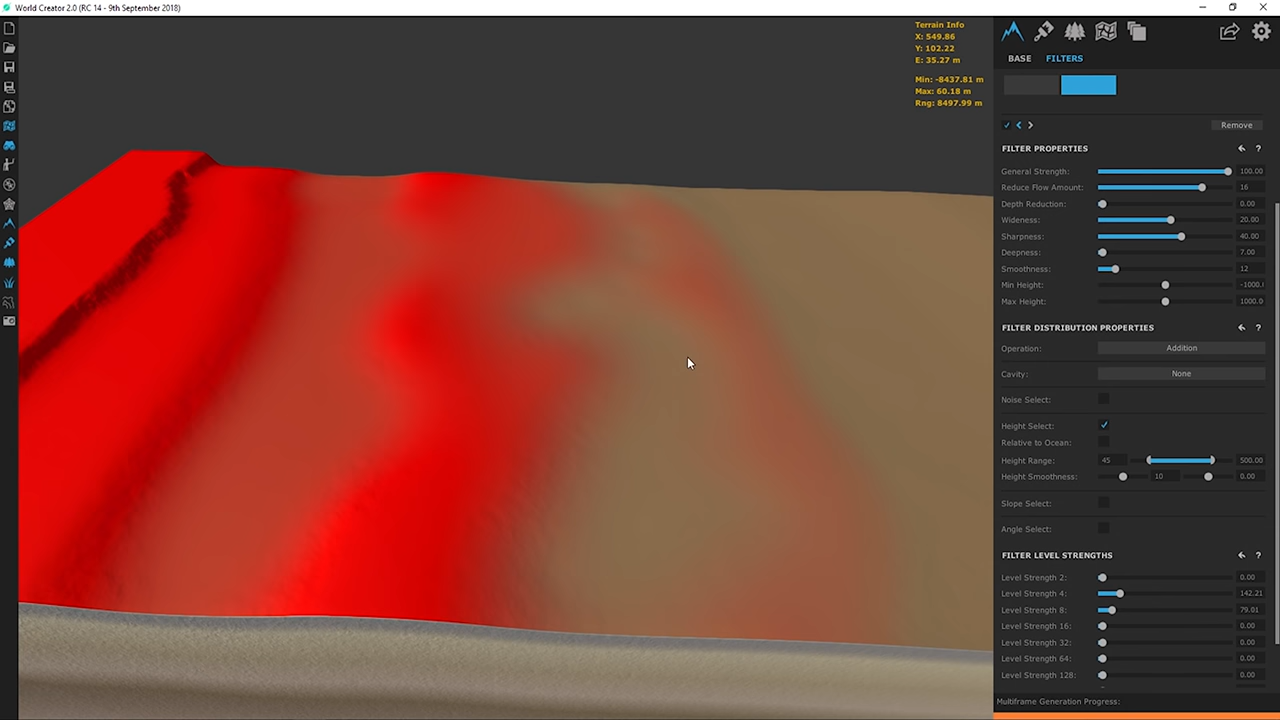 World Creator 2.0 (RC 14 - 9th September 2018)
Terrain Info
X: 549.86
Y: 102.22
E: 35.27 m
Min: -8437.81 m
Max: 60.18 m
Rng: 8497.99 m
BASE FILTERS
Remove
FILTER PROPERTIES ?
General Strength: 100.00
Reduce Flow Amount: 16
Depth Reduction: 0.00
Wideness: 20.00
Sharpness: 40.00
Deepness: 7.00
Smoothness: 12
Min Height: -1000.(
Max Height: 1000.0
FILTER DISTRIBUTION PROPERTIES ?
Operation: Addition
Cavity: None
Noise Select:
Height Select:
Relative to Ocean:
Height Range: 45 500.00
Height Smoothness: 10 0.00
Slope Select:
Angle Select:
FILTER LEVEL STRENGTHS ?
Level Strength 2: 0.00
Level Strength 4: 142.21
Level Strength 8: 79.01
Level Strength 16: 0.00
Level Strength 32: 0.00
Level Strength 64: 0.00
Level Strength 128: 0.00
Multiframe Generation Progress: